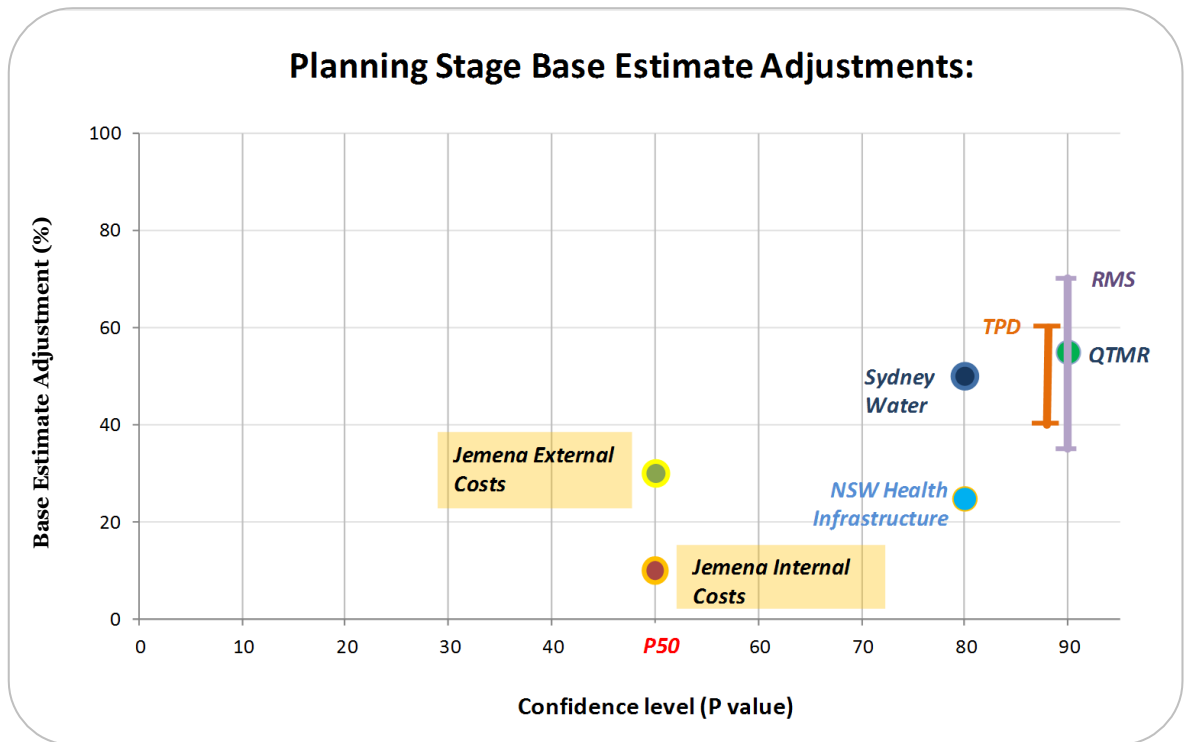 Planning Stage Base Estimate Adjustments:
Base Estimate Adjustment (%)
100
80
60
40
20
0
RMS
TPD
QTMR
Sydney
Water
Jemena External
Costs
NSW Health
Infrastructure
Jemena Internal
Costs
0 10 20 30 40 P50 60 70 80 90
Confidence level (P value)